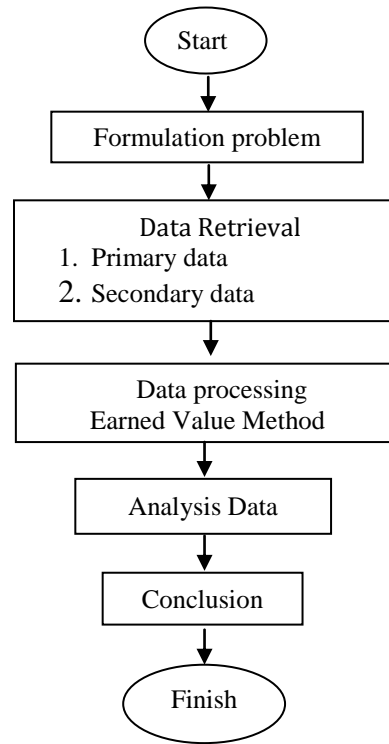 Start
Formulation problem
Data Retrieval
1. Primary data
2. Secondary data
Data processing
Earned Value Method
Analysis Data
Conclusion
Finish